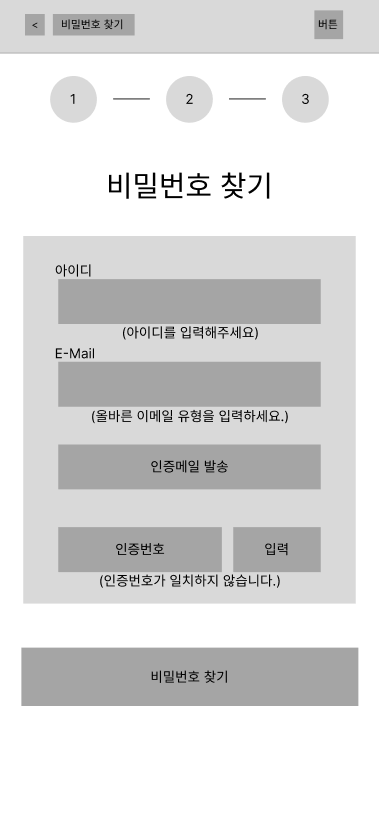 < 비밀번호 찾기 버튼
1 2 3
비밀번호 찾기
아이디
(아이디를 입력해주세요)
E-Mail
(올바른 이메일 유형을 입력하세요.)
인증메일 발송
인증번호 입력
(인증번호가 일치하지 않습니다.)
비밀번호 찾기